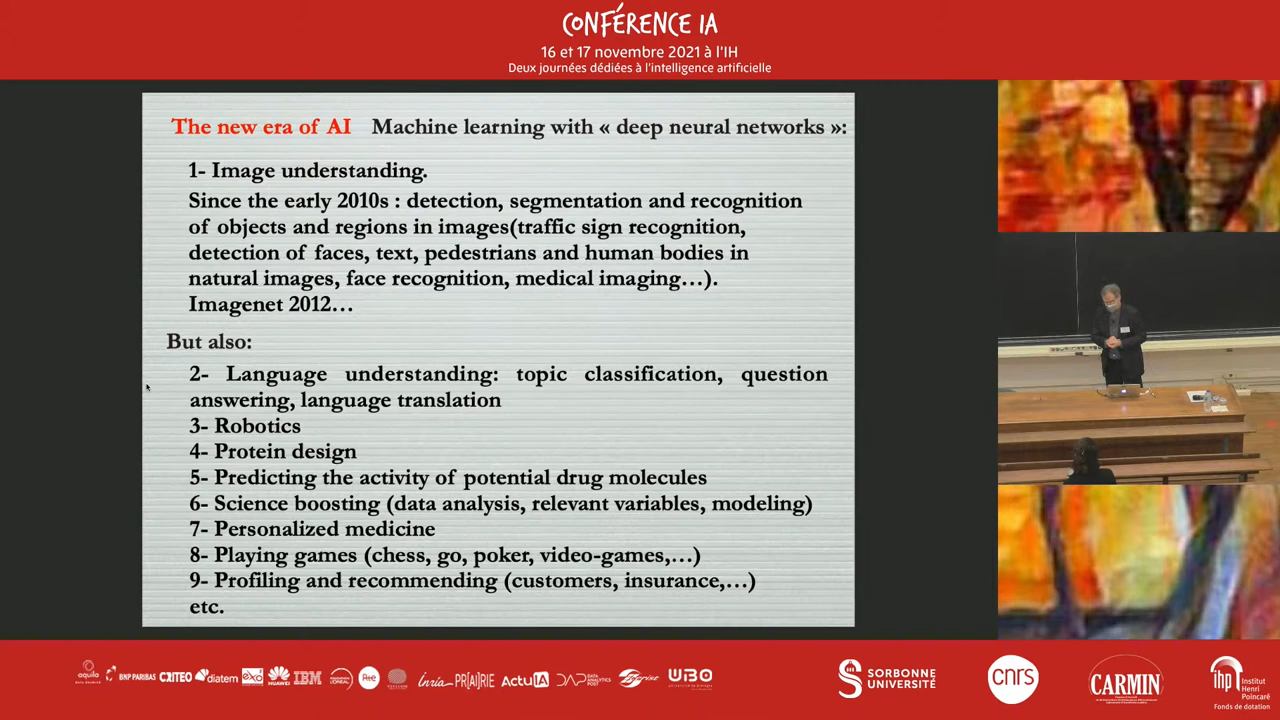 CONFÉRENCE IA
16 et 17 novembre 2021 à l'IH
Deux journées dédiées à l'intelligence artificielle
The new era of AI Machine learning with « deep neural networks »:
1- Image understanding.
Since the early 2010s : detection, segmentation and recognition
of objects and regions in images(traffic sign recognition,
detection of faces, text, pedestrians and human bodies in
natural images, face recognition, medical imaging…).
Imagenet 2012…
But also:
2- Language understanding: topic classification, question
answering, language translation
3- Robotics
4- Protein design
5- Predicting the activity of potential drug molecules
6- Science boosting (data analysis, relevant variables, modeling)
7- Personalized medicine
8- Playing games (chess, go, poker, video-games,…)
9- Profiling and recommending (customers, insurance,…)
etc.
aquila
BNP PARIBAS
CRITEO
diatem
exo
HUAWEI
IBM
Inria
PR[AI]RIE
ActuIA
DAP DATA ANALYTICS POST
WIBO
SORBONNE
UNIVERSITÉ
cnrs
CARMIN
ihp
Institut
Henri
Poincaré
Fonds de dotation